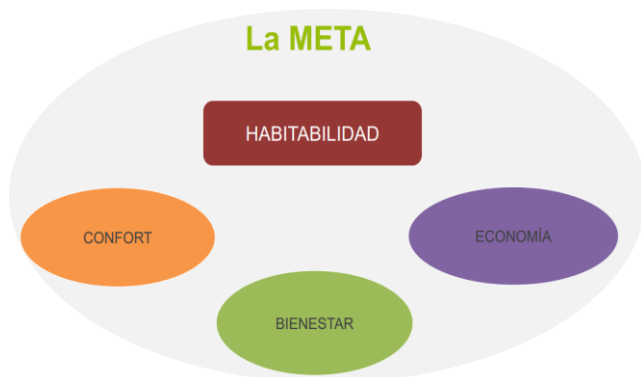 La META
HABITABILIDAD
CONFORT
ECONOMÍA
BIENESTAR